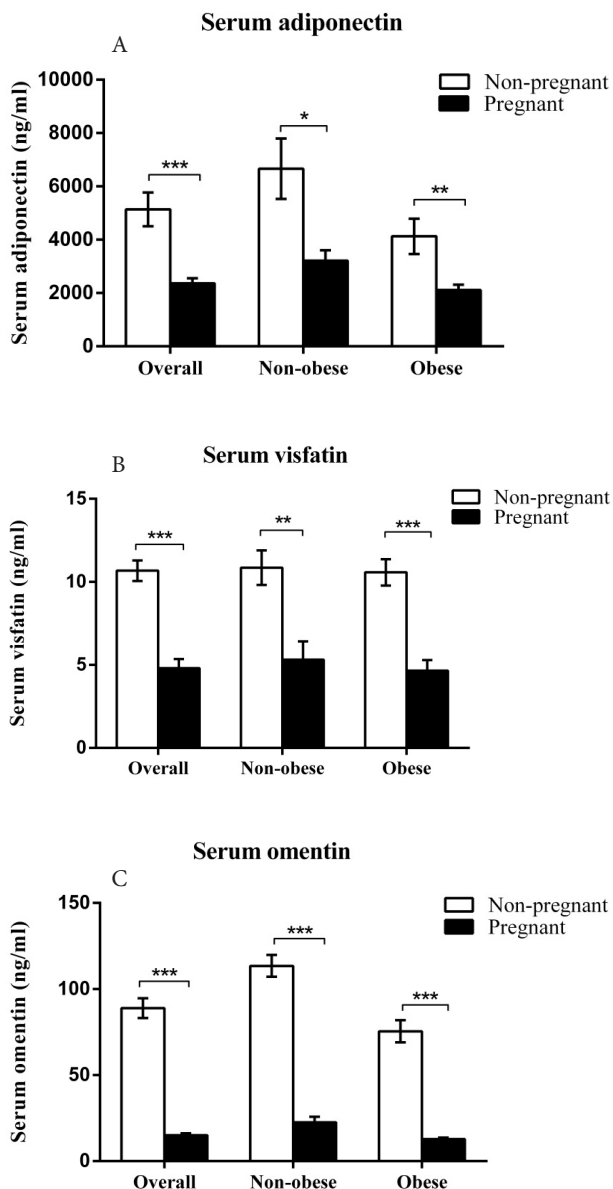 Serum adiponectin
A
Non-pregnant
Pregnant
Serum adiponectin (ng/ml)
10000
8000
6000
4000
2000
0
***
*
**
Overall Non-obese Obese
Serum visfatin
B
Non-pregnant
Pregnant
Serum visfatin (ng/ml)
15
10
5
0
***
**
***
Overall Non-obese Obese
Serum omentin
C
Non-pregnant
Pregnant
Serum omentin (ng/ml)
150
100
50
0
***
***
***
Overall Non-obese Obese